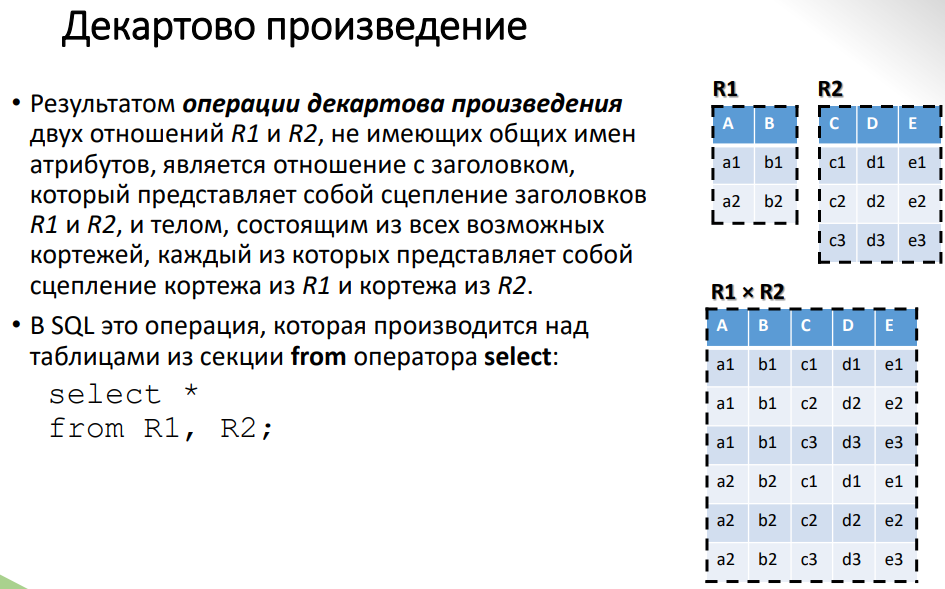 Декартово произведение
• Результатом операции декартова произведения
двух отношений R1 и R2, не имеющих общих имен
атрибутов, является отношение с заголовком,
который представляет собой сцепление заголовков
R1 и R2, и телом, состоящим из всех возможных
кортежей, каждый из которых представляет собой
сцепление кортежа из R1 и кортежа из R2.
• В SQL это операция, которая производится над
таблицами из секции from оператора select:
select *
from R1, R2;
R1
A B
a1 b1
a2 b2
R2
C D E
c1 d1 e1
c2 d2 e2
c3 d3 e3
R1 × R2
A B C D E
a1 b1 c1 d1 e1
a1 b1 c2 d2 e2
a1 b1 c3 d3 e3
a2 b2 c1 d1 e1
a2 b2 c2 d2 e2
a2 b2 c3 d3 e3